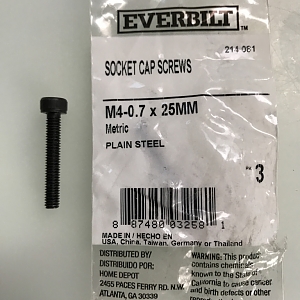 EVERBILT
214 081
SOCKET CAP SCREWS
M4-0.7 x 25MM
Metric
PLAIN STEEL
PK 3
8 87480 03258 1
MADE IN / HECHO EN
USA, China, Taiwan, Germany or Thailand
DISTRIBUTED BY/
DISTRIBUIDO POR:
HOME DEPOT
2455 PACES FERRY RD. N.W.
ATLANTA, GA 30339
WARNING: This product
contains chemicals
known to the State of
California to cause cancer
and birth defects or other